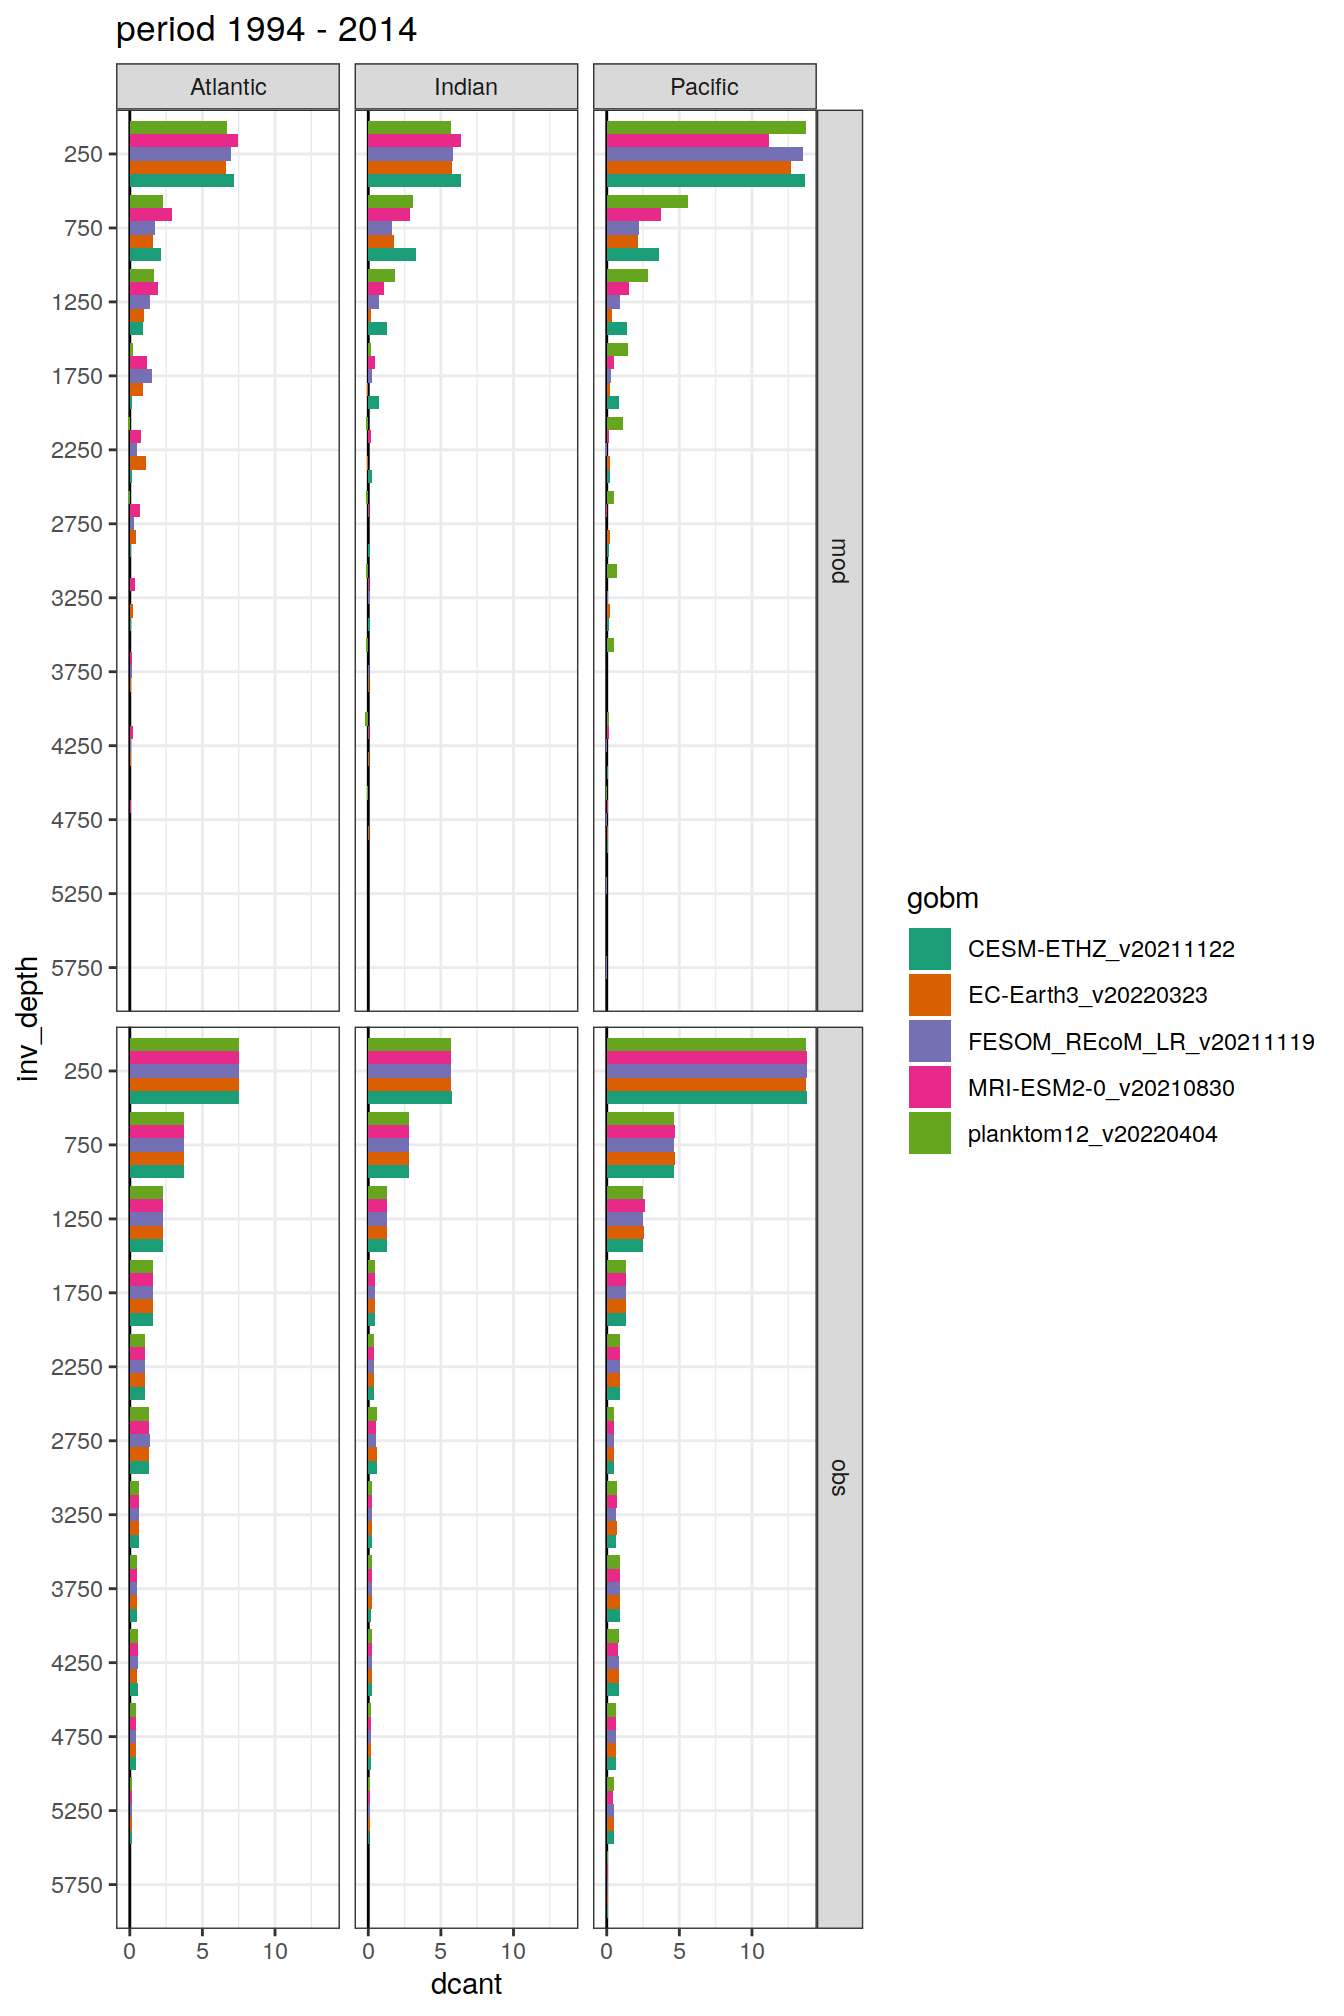 period 1994 - 2014
Atlantic
Indian
Pacific
inv_depth
250
750
1250
1750
2250
2750
3250
3750
4250
4750
5250
5750
mod
250
750
1250
1750
2250
2750
3250
3750
4250
4750
5250
5750
obs
0 5 10
0 5 10
0 5 10
dcant
gobm
CESM-ETHZ_v20211122
EC-Earth3_v20220323
FESOM_REcoM_LR_v20211119
MRI-ESM2-0_v20210830
planktom12_v20220404